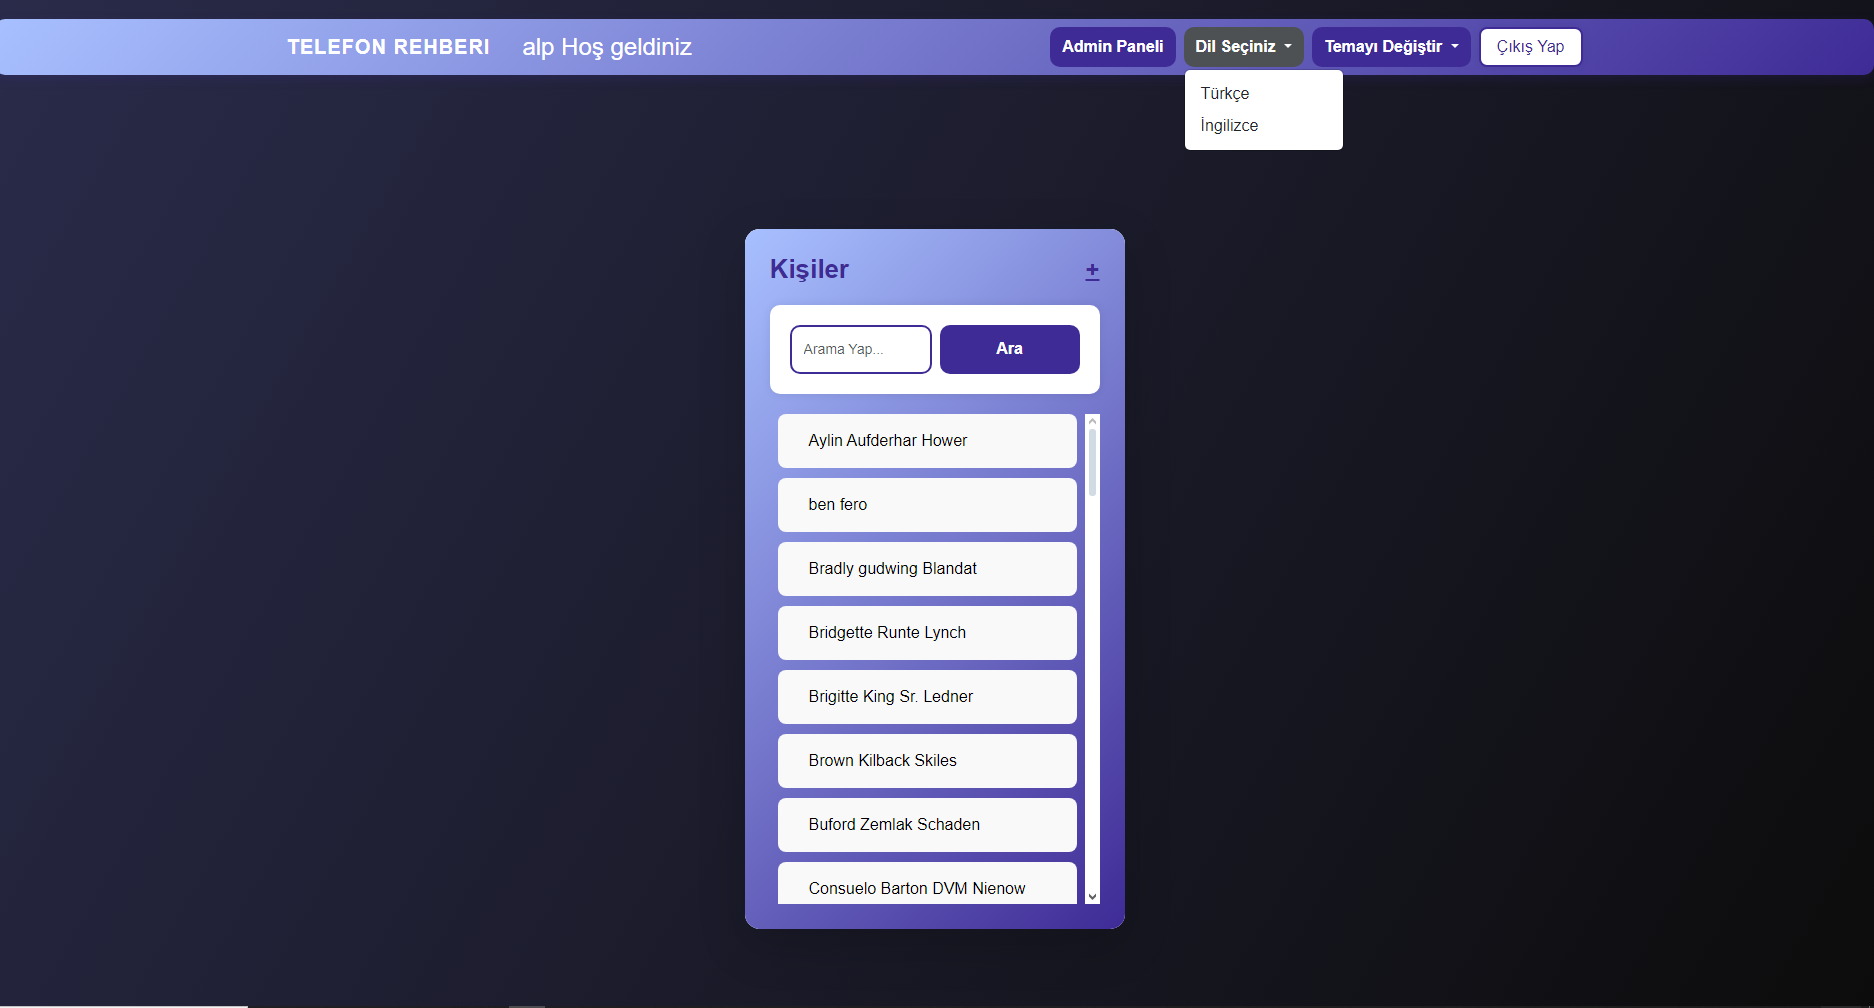 TELEFON REHBERI
alp Hoş geldiniz
Admin Paneli
Dil Seçiniz
Temayı Değiştir
Çıkış Yap
Türkçe
İngilizce
Kişiler
+
Arama Yap...
Ara
Aylin Aufderhar Hower
ben fero
Bradly gudwing Blandat
Bridgette Runte Lynch
Brigitte King Sr. Ledner
Brown Kilback Skiles
Buford Zemlak Schaden
Consuelo Barton DVM Nienow